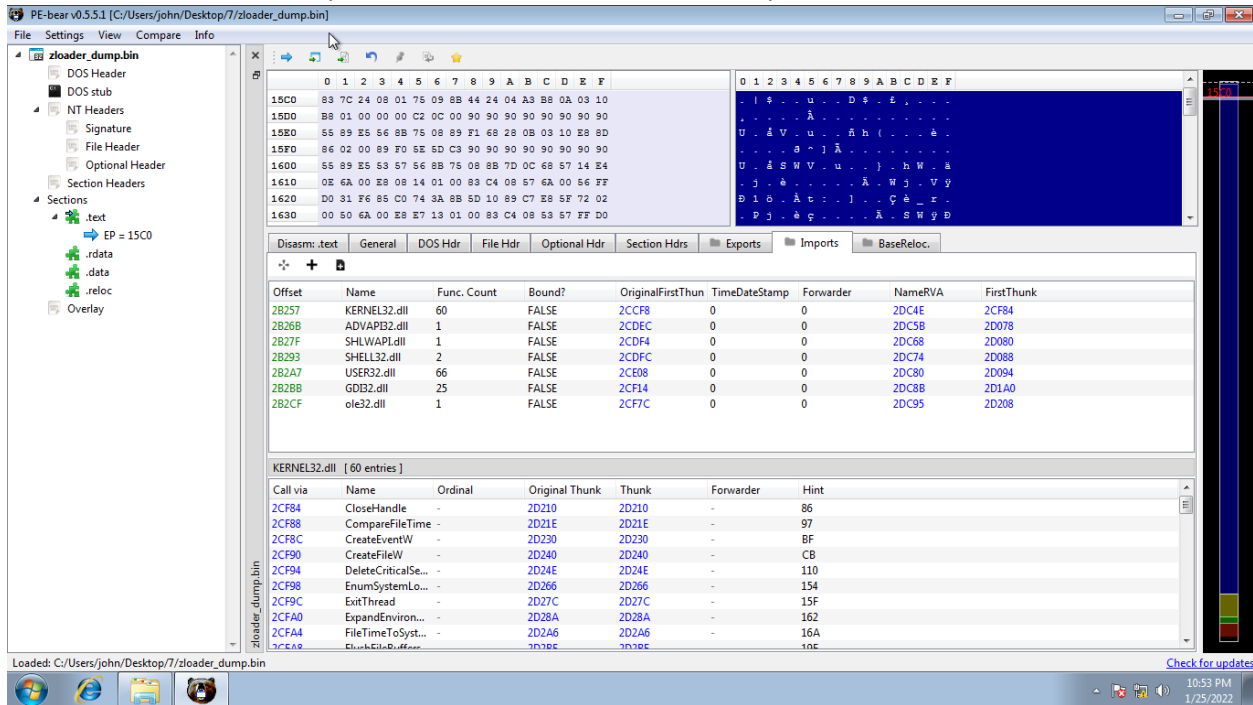 PE-bear v0.5.5.1 [C:/Users/john/Desktop/7/zloader_dump.bin]
File Settings View Compare Info
zloader_dump.bin
DOS Header
DOS stub
NT Headers
Signature
File Header
Optional Header
Section Headers
Sections
.text
EP = 15C0
.rdata
.data
.reloc
Overlay
0 1 2 3 4 5 6 7 8 9 A B C D E F
15C0 83 7C 24 08 01 75 09 8B 44 24 04 A3 B8 0A 03 10
15D0 B8 01 00 00 00 C2 0C 00 90 90 90 90 90 90 90 90
15E0 55 89 E5 56 8B 75 08 89 F1 68 28 0B 03 10 E8 8D
15F0 86 02 00 89 F0 5E 5D C3 90 90 90 90 90 90 90 90
1600 55 89 E5 53 57 56 8B 75 08 8B 7D 0C 68 57 14 E4
1610 0E 6A 00 E8 08 14 01 00 83 C4 08 57 6A 00 56 FF
1620 D0 31 F6 85 C0 74 3A 8B 5D 10 89 C7 E8 5F 72 02
1630 00 50 6A 00 E8 E7 13 01 00 83 C4 08 53 57 FF D0
0 1 2 3 4 5 6 7 8 9 A B C D E F
. | $ . . u . . D $ . £ ¸ . . .
¸ . . . . Â . . . . . . . . . .
U . å V . u . . ñ h ( . . . è .
. . . . ð ^ ] Ã . . . . . . . .
U . å S W V . u . . } . h W . ä
. j . è . . . . . Ä . W j . V ÿ
Ð 1 ö . À t : . ] . . Ç è _ r .
. P j . è ç . . . . Ä . S W ÿ Ð
15C0
Disasm: .text General DOS Hdr File Hdr Optional Hdr Section Hdrs Exports Imports BaseReloc.
Offset Name Func. Count Bound? OriginalFirstThun TimeDateStamp Forwarder NameRVA FirstThunk
2B257 KERNEL32.dll 60 FALSE 2CCF8 0 0 2DC4E 2CF84
2B26B ADVAPI32.dll 1 FALSE 2CDEC 0 0 2DC5B 2D078
2B27F SHLWAPI.dll 1 FALSE 2CDF4 0 0 2DC68 2D080
2B293 SHELL32.dll 2 FALSE 2CDFC 0 0 2DC74 2D088
2B2A7 USER32.dll 66 FALSE 2CE08 0 0 2DC80 2D094
2B2BB GDI32.dll 25 FALSE 2CF14 0 0 2DC8B 2D1A0
2B2CF ole32.dll 1 FALSE 2CF7C 0 0 2DC95 2D208
KERNEL32.dll [ 60 entries ]
Call via Name Ordinal Original Thunk Thunk Forwarder Hint
2CF84 CloseHandle - 2D210 2D210 - 86
2CF88 CompareFileTime - 2D21E 2D21E - 97
2CF8C CreateEventW - 2D230 2D230 - BF
2CF90 CreateFileW - 2D240 2D240 - CB
2CF94 DeleteCriticalSe... - 2D24E 2D24E - 110
2CF98 EnumSystemLo... - 2D266 2D266 - 154
2CF9C ExitThread - 2D27C 2D27C - 15F
2CFA0 ExpandEnviron... - 2D28A 2D28A - 162
2CFA4 FileTimeToSyst... - 2D2A6 2D2A6 - 16A
zloader_dump.bin
Loaded: C:/Users/john/Desktop/7/zloader_dump.bin
Check for updates
10:53 PM
1/25/2022